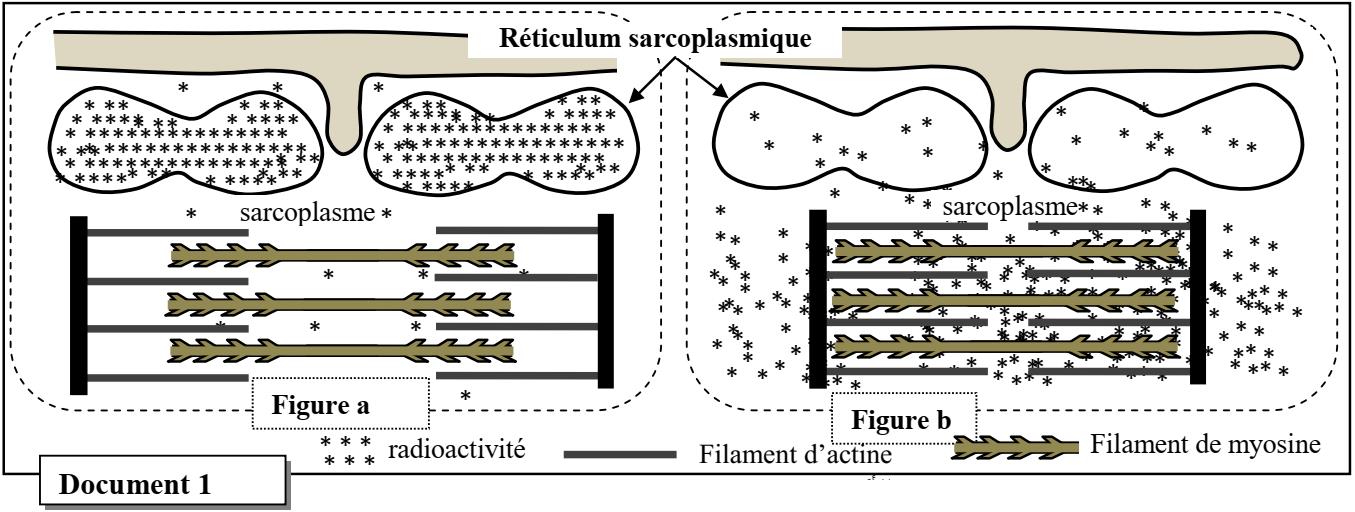 Réticulum sarcoplasmique
sarcoplasme
sarcoplasme
Figure a
Figure b
radioactivité
Filament d’actine
Filament de myosine
Document 1